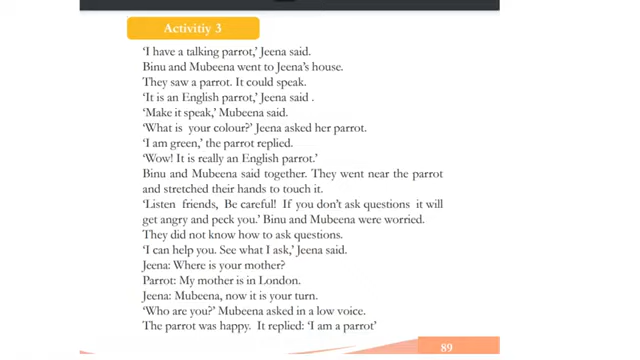 Activitiy 3
‘I have a talking parrot,’ Jeena said.
Binu and Mubeena went to Jeena’s house.
They saw a parrot. It could speak.
‘It is an English parrot,’ Jeena said .
‘Make it speak,’ Mubeena said.
‘What is your colour?’ Jeena asked her parrot.
‘I am green,’ the parrot replied.
‘Wow! It is really an English parrot.’
Binu and Mubeena said together. They went near the parrot
and stretched their hands to touch it.
‘Listen friends, Be careful! If you don’t ask questions it will
get angry and peck you.’ Binu and Mubeena were worried.
They did not know how to ask questions.
‘I can help you. See what I ask,’ Jeena said.
Jeena: Where is your mother?
Parrot: My mother is in London.
Jeena: Mubeena, now it is your turn.
‘Who are you?’ Mubeena asked in a low voice.
The parrot was happy. It replied: ‘I am a parrot’
89